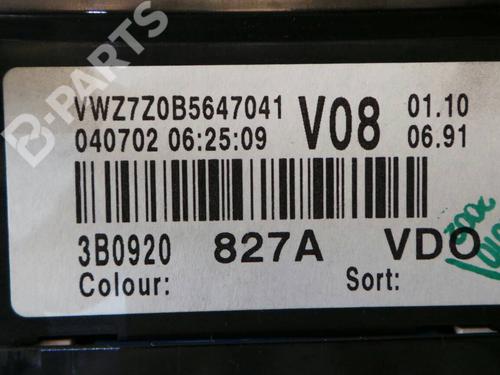 B-PARTS
VWZ7Z0B5647041 V08 01.10
040702 06:25:09 06.91
3B0920 827A VDO
Colour: Sort: